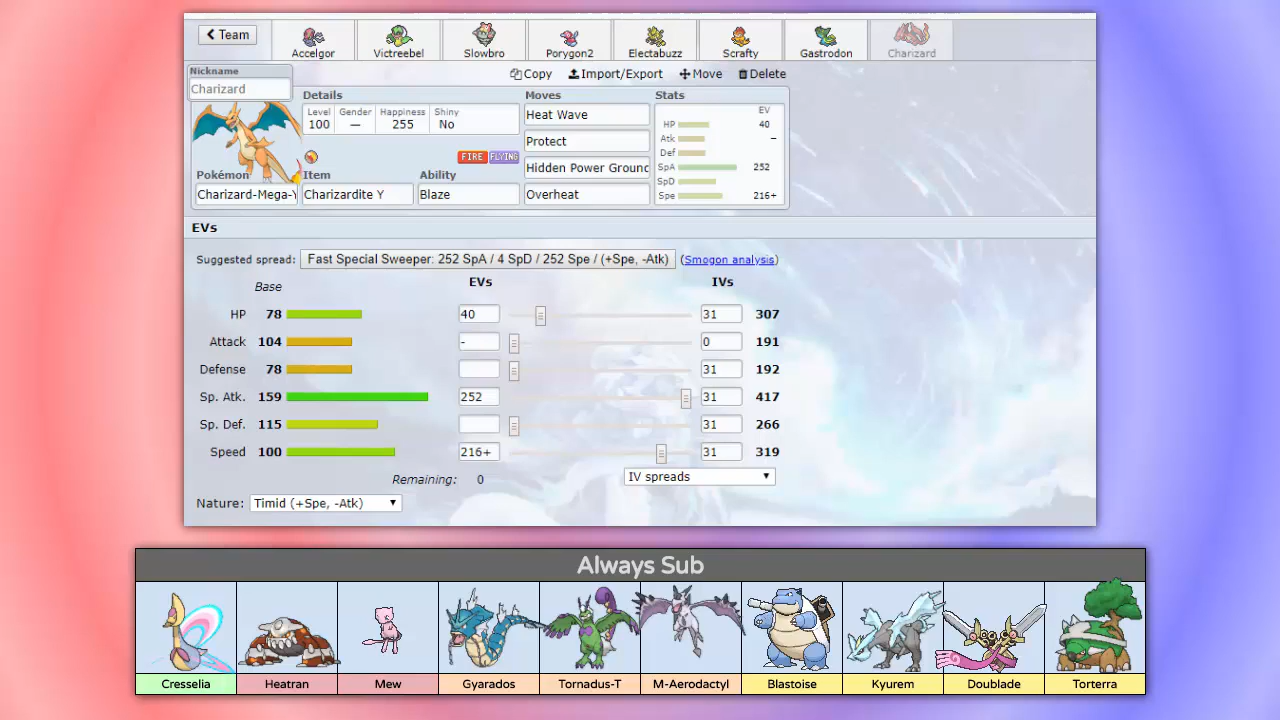 Team
Accelgor Victreebel Slowbro Porygon2 Electabuzz Scrafty Gastrodon Charizard
Nickname
Charizard
Copy Import/Export Move Delete
Details
Level Gender Happiness Shiny
100 — 255 No
FIRE FLYING
Pokémon Item Ability
Charizard-Mega-Y Charizardite Y Blaze
Moves
Heat Wave
Protect
Hidden Power Ground
Overheat
Stats
EV
HP 40
Atk –
Def
SpA 252
SpD
Spe 216+
EVs
Suggested spread: Fast Special Sweeper: 252 SpA / 4 SpD / 252 Spe / (+Spe, -Atk) (Smogon analysis)
Base EVs IVs
HP 78 40 31 307
Attack 104 - 0 191
Defense 78 31 192
Sp. Atk. 159 252 31 417
Sp. Def. 115 31 266
Speed 100 216+ 31 319
Remaining: 0 IV spreads
Nature: Timid (+Spe, -Atk)
Always Sub
Cresselia Heatran Mew Gyarados Tornadus-T M-Aerodactyl Blastoise Kyurem Doublade Torterra